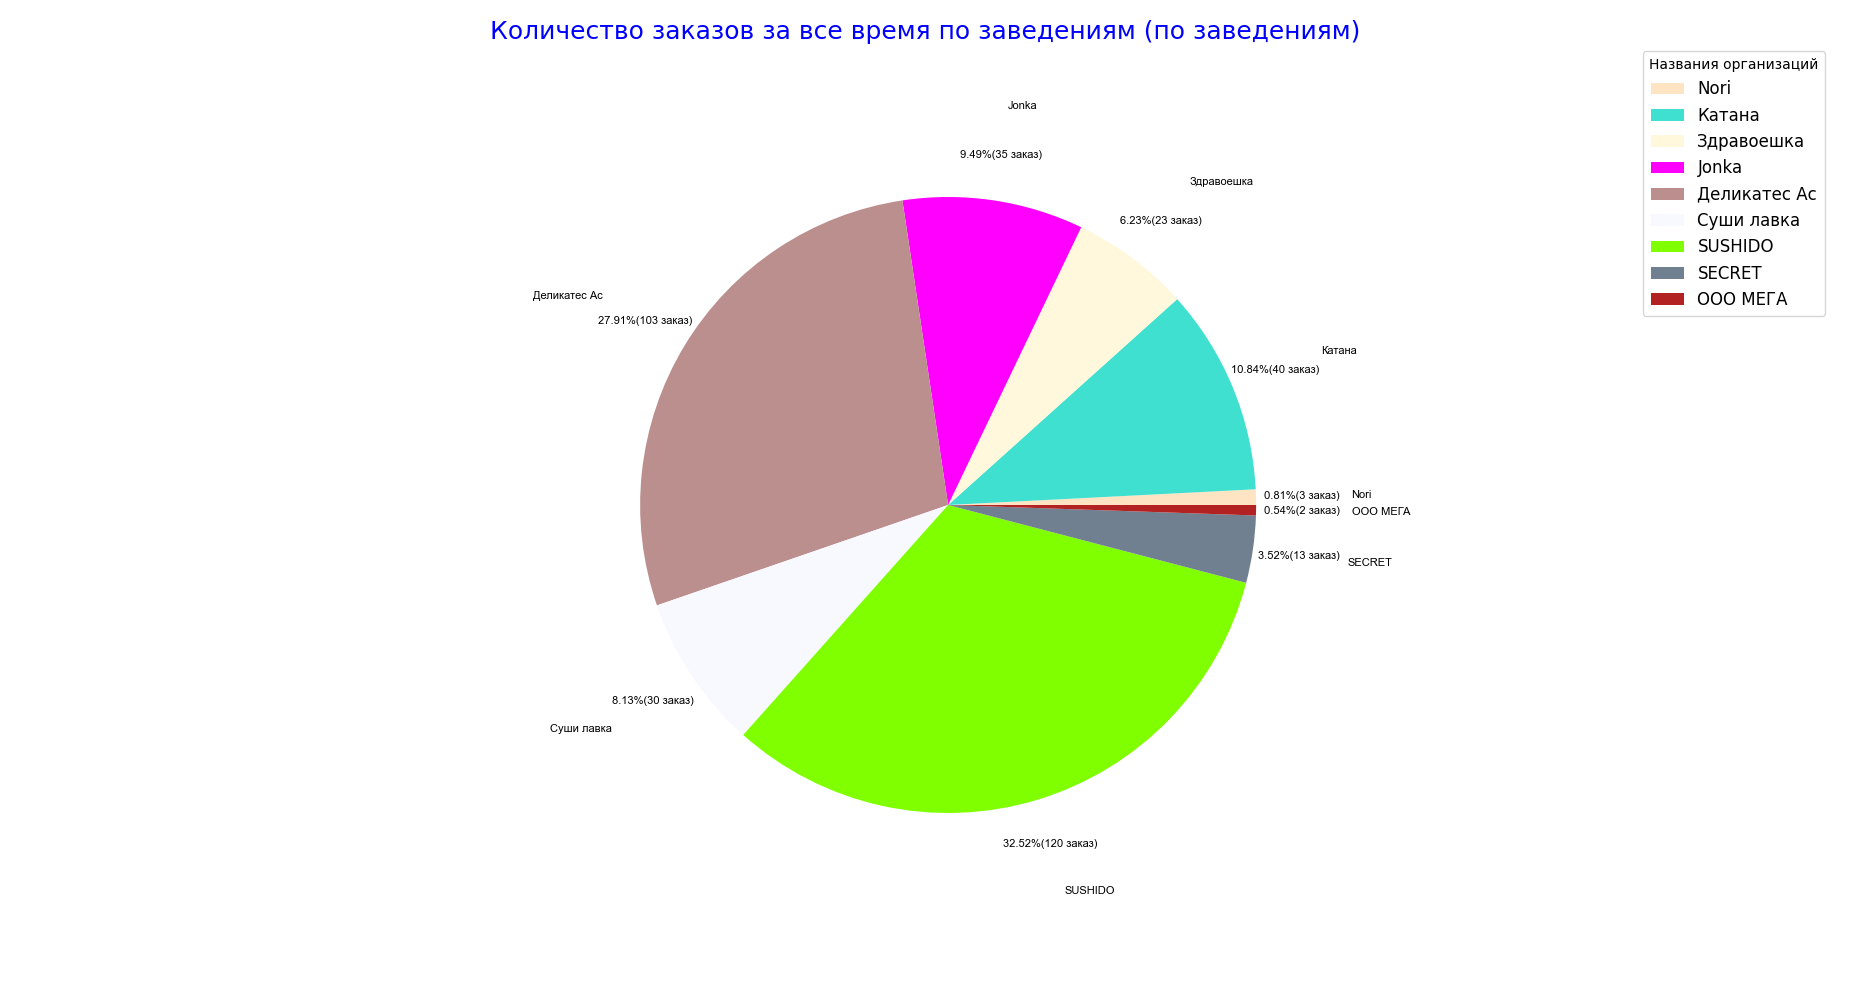 Количество заказов за все время по заведениям (по заведениям)
Названия организаций
Nori
Катана
Здравоешка
Jonka
Деликатес Ас
Суши лавка
SUSHIDO
SECRET
ООО МЕГА
Jonka
9.49%(35 заказ)
Здравоешка
6.23%(23 заказ)
Деликатес Ас
27.91%(103 заказ)
Катана
10.84%(40 заказ)
0.81%(3 заказ) Nori
0.54%(2 заказ) ООО МЕГА
3.52%(13 заказ) SECRET
8.13%(30 заказ)
Суши лавка
32.52%(120 заказ)
SUSHIDO